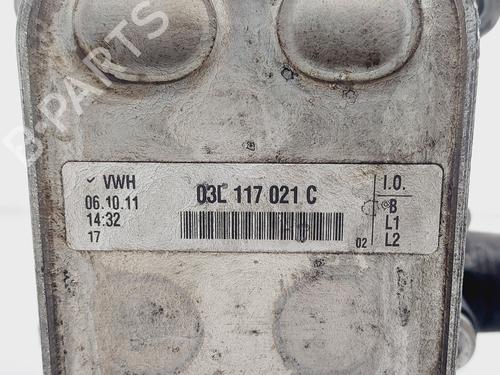 B-PARTS
✓ VWH
06.10.11
14:32
17
03L 117 021 C
02
I.O.
B
L1
L2